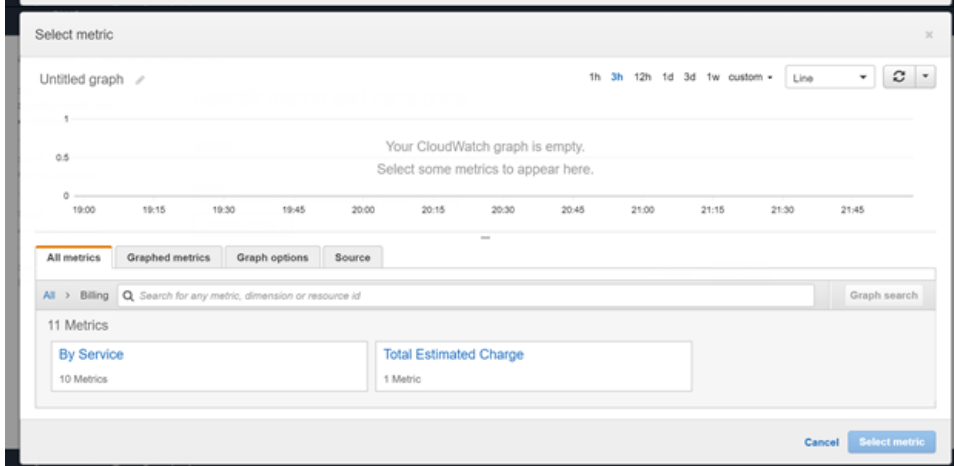 Select metric ×
Untitled graph 1h 3h 12h 1d 3d 1w custom Line
1
Your CloudWatch graph is empty.
0.5
Select some metrics to appear here.
0
19:00 19:15 19:30 19:45 20:00 20:15 20:30 20:45 21:00 21:15 21:30 21:45
All metrics Graphed metrics Graph options Source
All > Billing Search for any metric, dimension or resource id Graph search
11 Metrics
By Service Total Estimated Charge
10 Metrics 1 Metric
Cancel Select metric